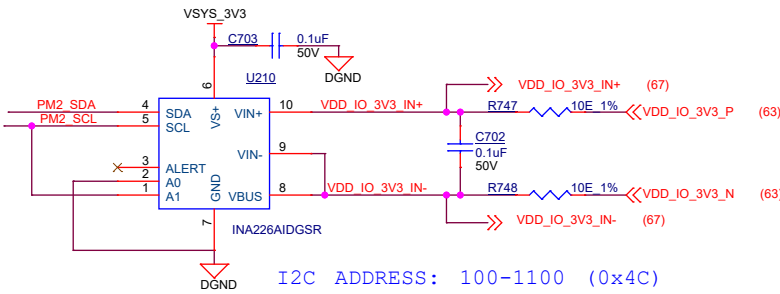 VSYS_3V3
C703
0.1uF
50V
DGND
U210
6
VS+
PM2_SDA
4
SDA
PM2_SCL
5
SCL
3
ALERT
2
A0
1
A1
GND
7
VIN+
10
VDD_IO_3V3_IN+
VIN-
9
VBUS
8
VDD_IO_3V3_IN-
INA226AIDGSR
DGND
VDD_IO_3V3_IN+ (67)
R747
10E_1%
VDD_IO_3V3_P (63)
C702
0.1uF
50V
R748
10E_1%
VDD_IO_3V3_N (63)
VDD_IO_3V3_IN- (67)
I2C ADDRESS: 100-1100 (0x4C)